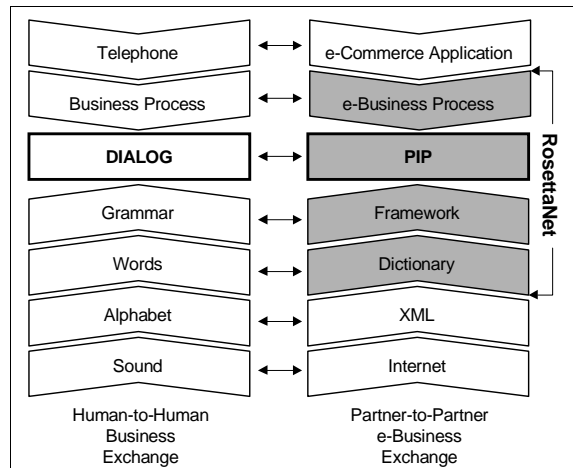 Telephone
e-Commerce Application
Business Process
e-Business Process
DIALOG
PIP
Grammar
Framework
Words
Dictionary
Alphabet
XML
Sound
Internet
RosettaNet
Human-to-Human
Business
Exchange
Partner-to-Partner
e-Business
Exchange